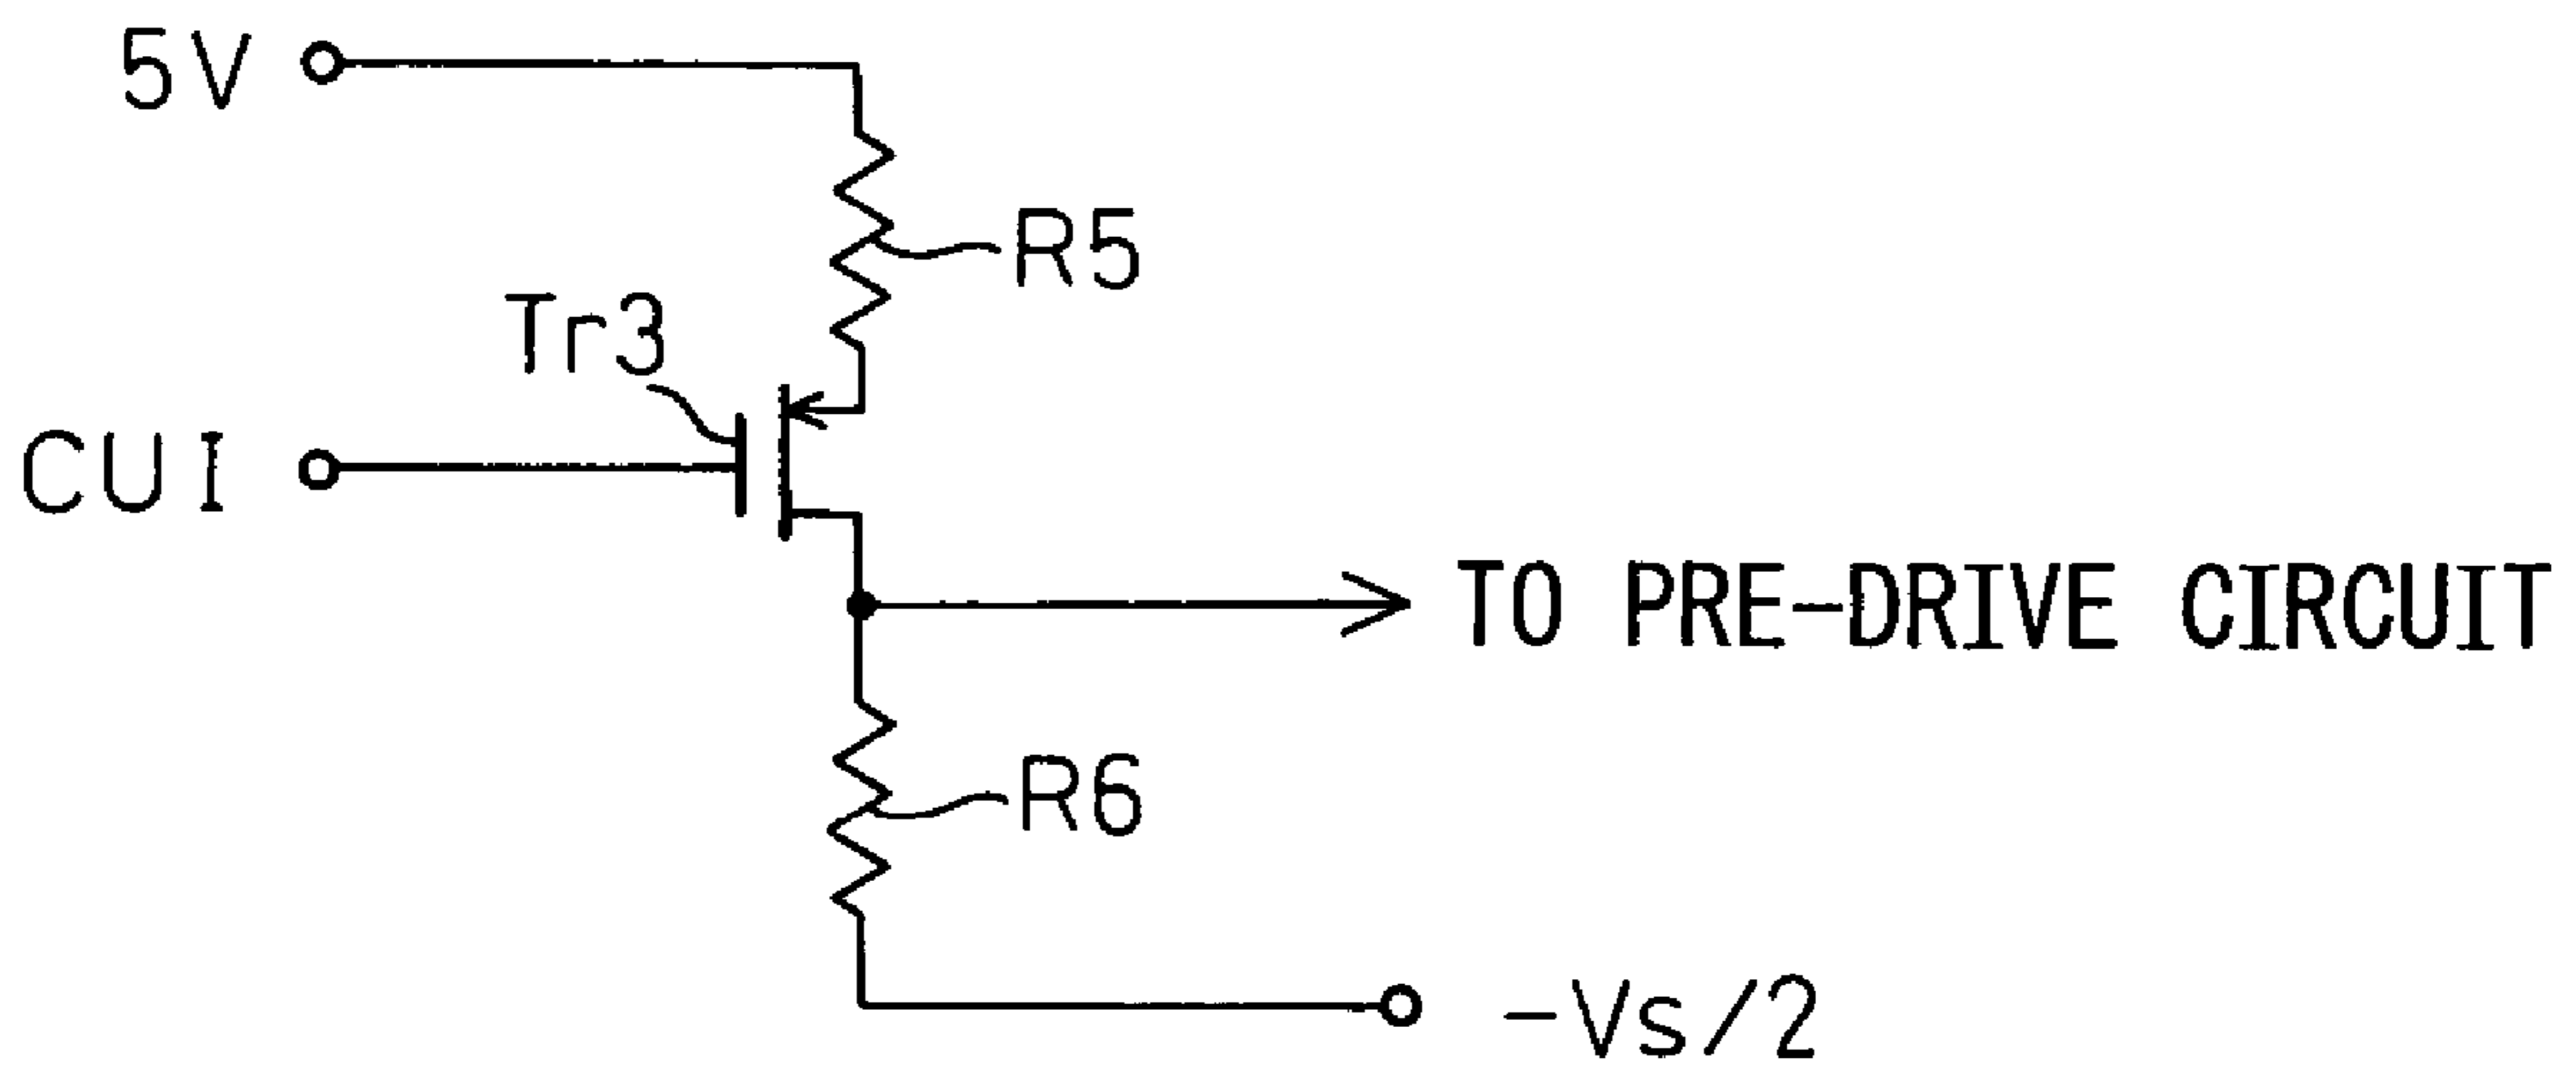 5V
R5
Tr3
CUI
TO PRE-DRIVE CIRCUIT
R6
-Vs/2